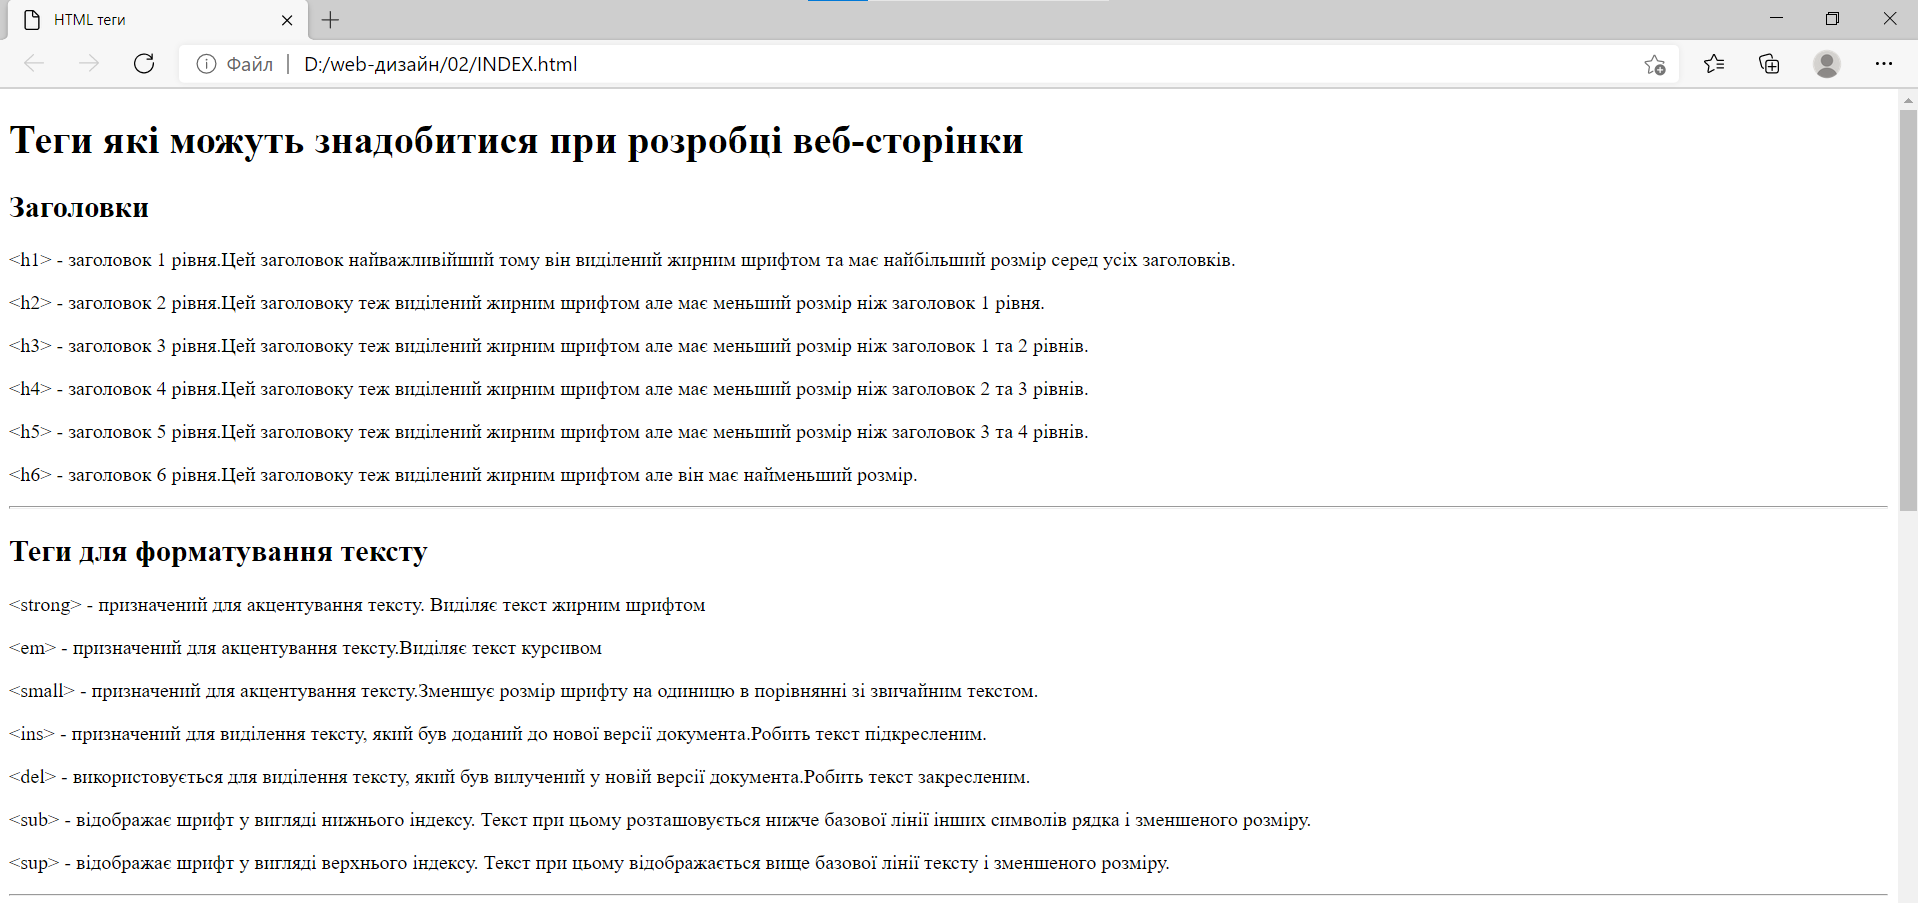 HTML теги
Файл | D:/web-дизайн/02/INDEX.html
Теги які можуть знадобитися при розробці веб-сторінки
Заголовки
<h1> - заголовок 1 рівня.Цей заголовок найважливійший тому він виділений жирним шрифтом та має найбільший розмір серед усіх заголовків.
<h2> - заголовок 2 рівня.Цей заголовоку теж виділений жирним шрифтом але має меньший розмір ніж заголовок 1 рівня.
<h3> - заголовок 3 рівня.Цей заголовоку теж виділений жирним шрифтом але має меньший розмір ніж заголовок 1 та 2 рівнів.
<h4> - заголовок 4 рівня.Цей заголовоку теж виділений жирним шрифтом але має меньший розмір ніж заголовок 2 та 3 рівнів.
<h5> - заголовок 5 рівня.Цей заголовоку теж виділений жирним шрифтом але має меньший розмір ніж заголовок 3 та 4 рівнів.
<h6> - заголовок 6 рівня.Цей заголовоку теж виділений жирним шрифтом але він має найменьший розмір.
Теги для форматування тексту
<strong> - призначений для акцентування тексту. Виділяє текст жирним шрифтом
<em> - призначений для акцентування тексту.Виділяє текст курсивом
<small> - призначений для акцентування тексту.Зменшує розмір шрифту на одиницю в порівнянні зі звичайним текстом.
<ins> - призначений для виділення тексту, який був доданий до нової версії документа.Робить текст підкресленим.
<del> - використовується для виділення тексту, який був вилучений у новій версії документа.Робить текст закресленим.
<sub> - відображає шрифт у вигляді нижнього індексу. Текст при цьому розташовується нижче базової лінії інших символів рядка і зменшеного розміру.
<sup> - відображає шрифт у вигляді верхнього індексу. Текст при цьому відображається вище базової лінії тексту і зменшеного розміру.